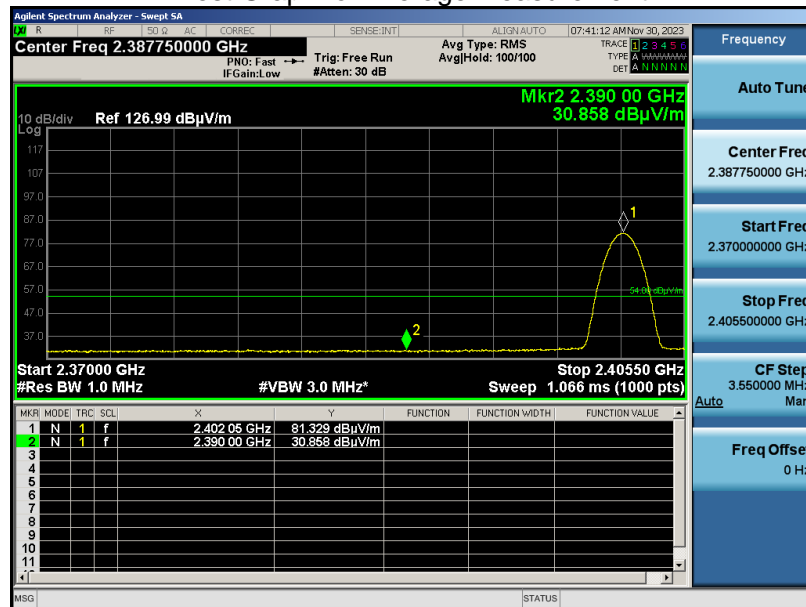 Agilent Spectrum Analyzer - Swept SA
LXI R RF 50 Ω AC CORREC SENSE:INT ALIGN AUTO 07:41:12 AM Nov 30, 2023
Center Freq 2.387750000 GHz
PNO: Fast
IFGain:Low
Trig: Free Run
#Atten: 30 dB
Avg Type: RMS
Avg|Hold: 100/100
TRACE 1 2 3 4 5 6
TYPE A WWWWW
DET A N N N N N
Mkr2 2.390 00 GHz
30.858 dBµV/m
10 dB/div Ref 126.99 dBµV/m
Log
117
107
97.0
87.0
77.0
67.0
57.0
47.0
37.0
1
54.00 dBµV/m
2
Start 2.37000 GHz Stop 2.40550 GHz
#Res BW 1.0 MHz #VBW 3.0 MHz* Sweep 1.066 ms (1000 pts)
MKR MODE TRC SCL X Y FUNCTION FUNCTION WIDTH FUNCTION VALUE
1 N 1 f 2.402 05 GHz 81.329 dBµV/m
2 N 1 f 2.390 00 GHz 30.858 dBµV/m
3
4
5
6
7
8
9
10
11
MSG STATUS
Frequency
Auto Tune
Center Freq
2.387750000 GHz
Start Freq
2.370000000 GHz
Stop Freq
2.405500000 GHz
CF Step
3.550000 MHz
Auto Man
Freq Offset
0 Hz